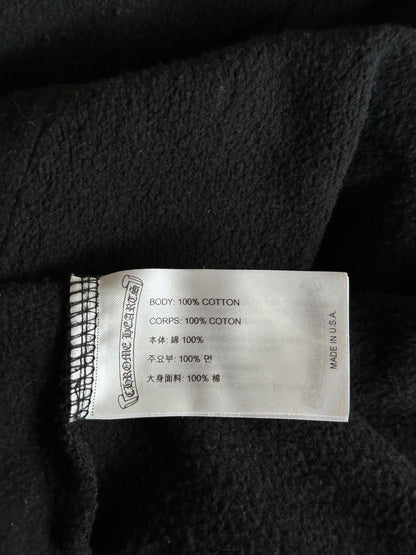 CHROME HEARTS
BODY: 100% COTTON
CORPS: 100% COTON
本体: 綿 100%
주요부: 100% 면
大身面料: 100% 棉
MADE IN U.S.A.